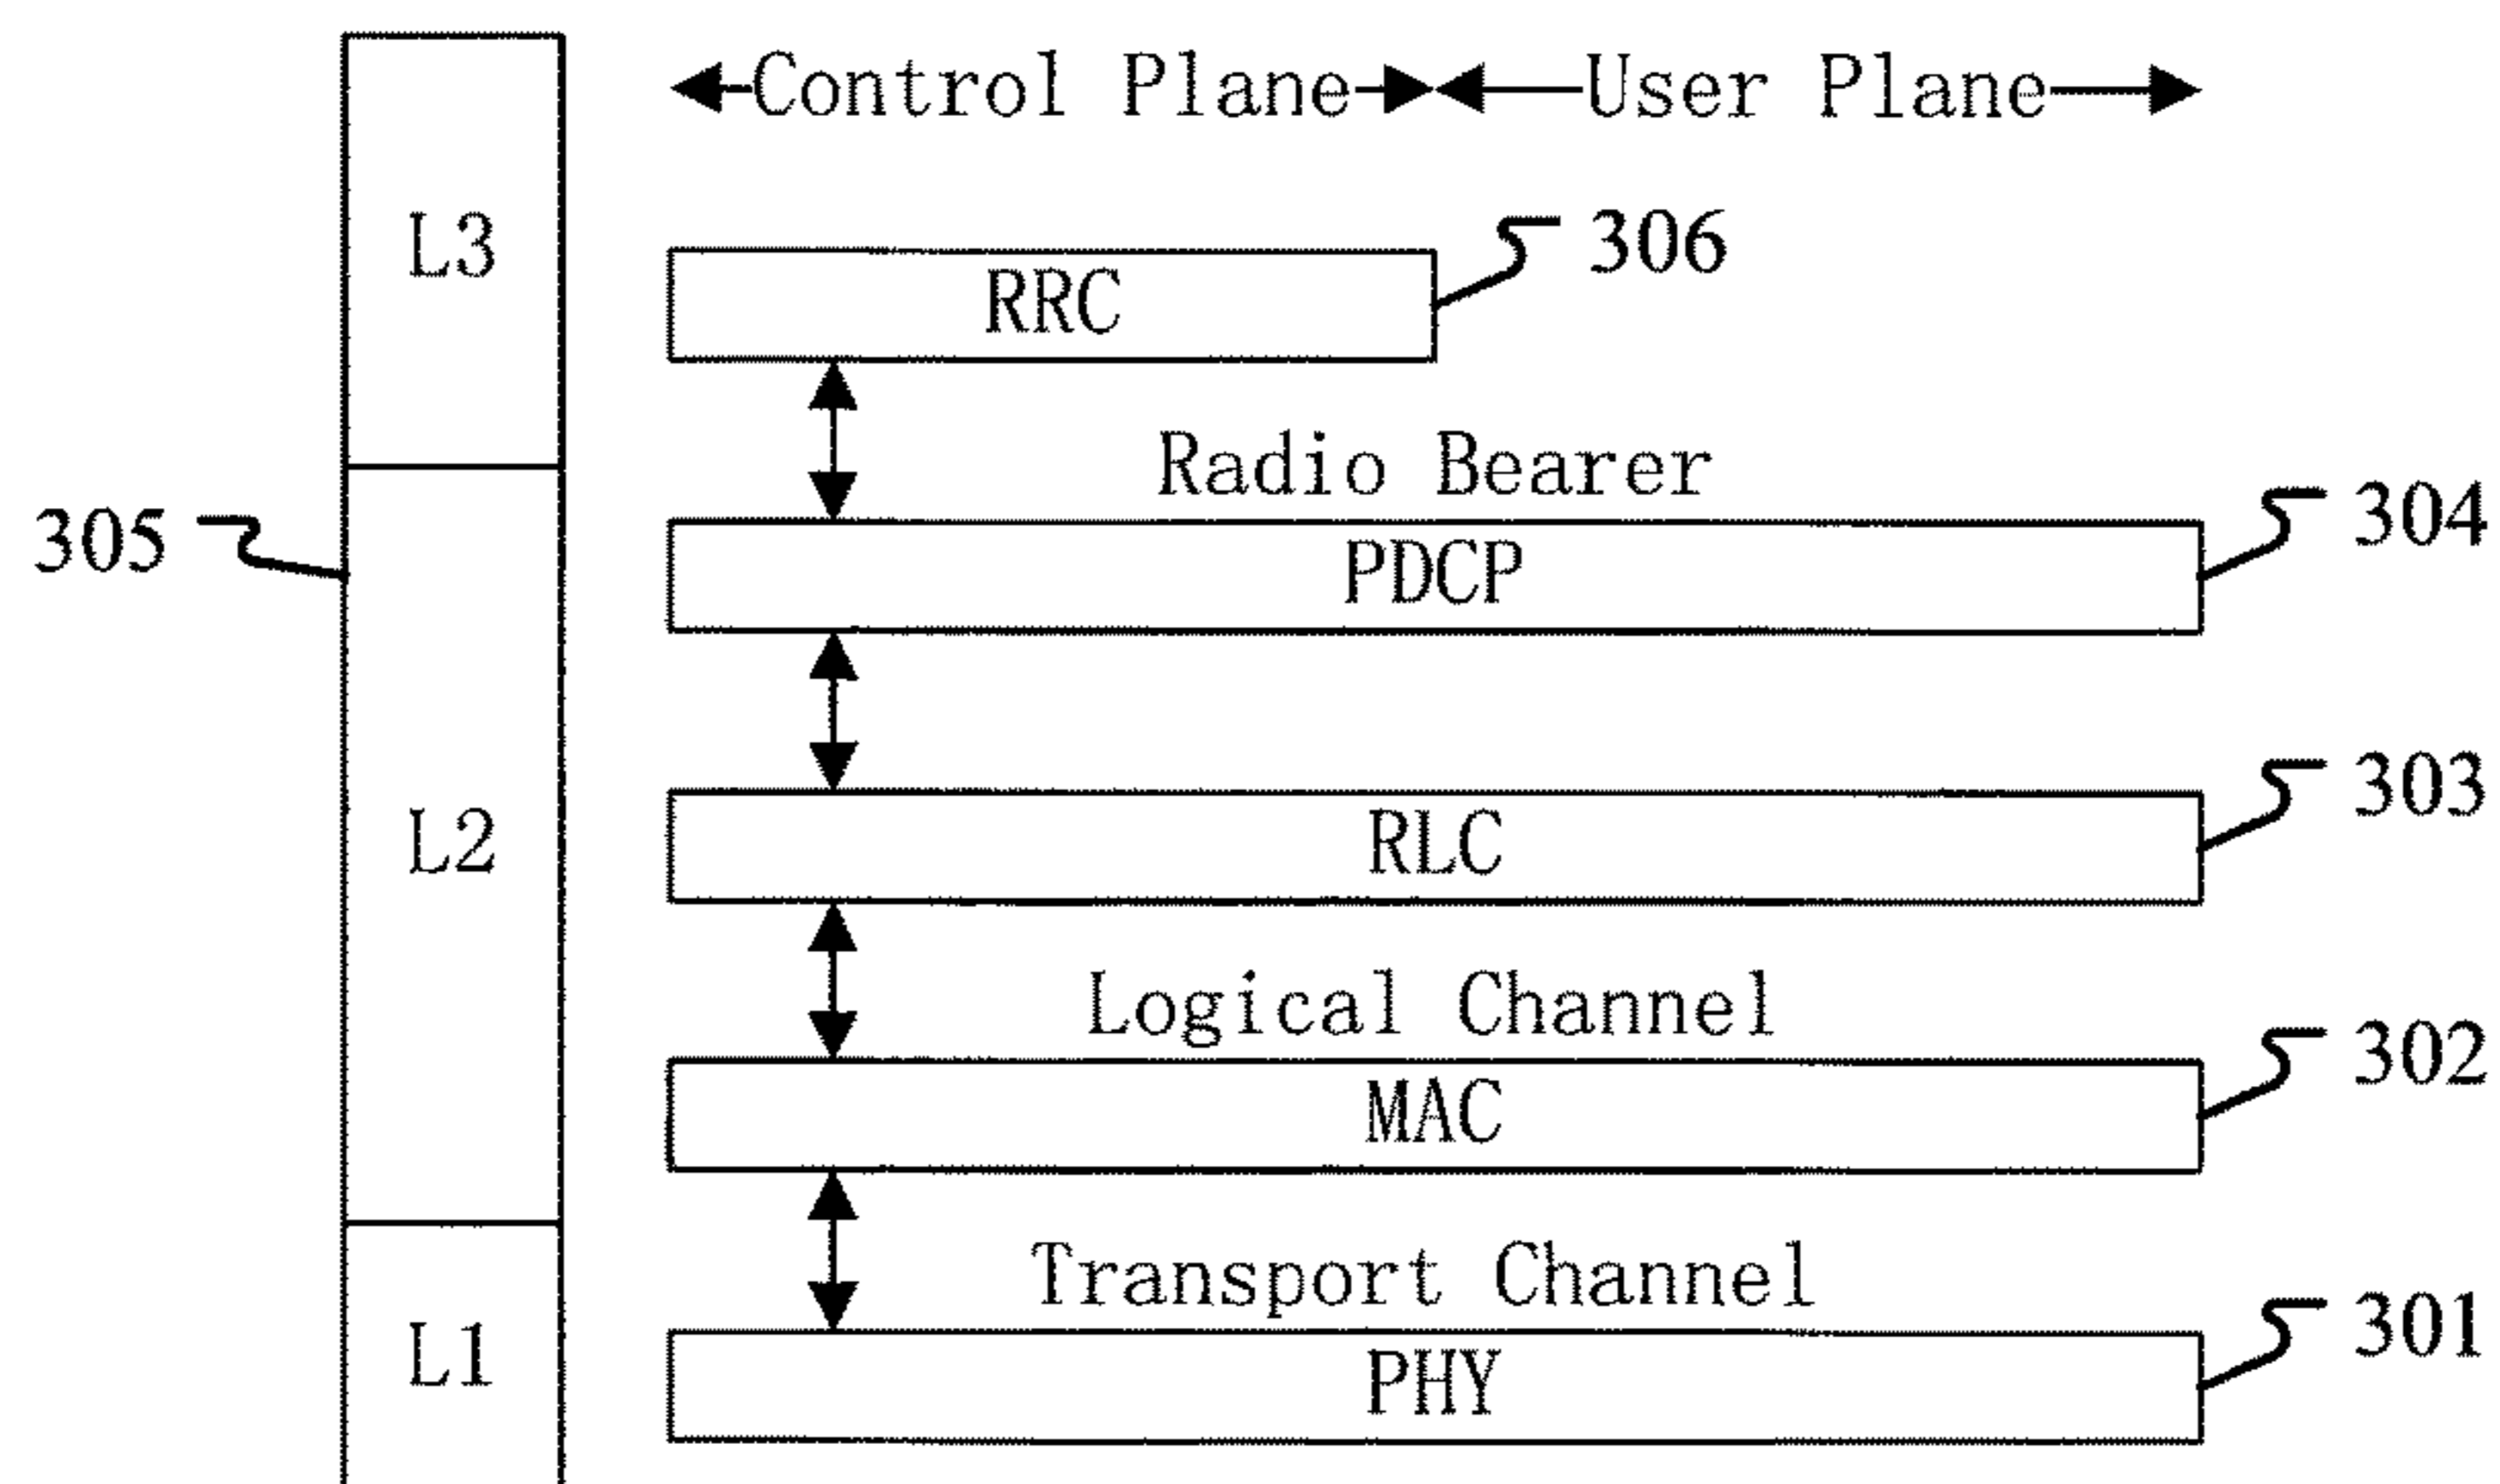 Control Plane User Plane
L3
306
RRC
Radio Bearer
304
305
PDCP
303
L2
RLC
Logical Channel
302
MAC
Transport Channel
301
L1
PHY